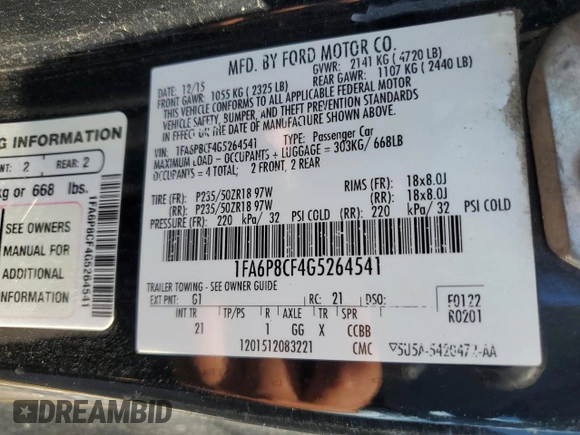 MFD. BY FORD MOTOR CO.
DATE: 12/15 GVWR: 2141 KG ( 4720 LB)
FRONT GAWR: 1055 KG ( 2325 LB) REAR GAWR: 1107 KG ( 2440 LB)
THIS VEHICLE CONFORMS TO ALL APPLICABLE FEDERAL MOTOR
VEHICLE SAFETY, BUMPER, AND THEFT PREVENTION STANDARDS
IN EFFECT ON THE DATE OF MANUFACTURE SHOWN ABOVE.
VIN: 1FA6P8CF4G5264541 TYPE: Passenger Car
MAXIMUM LOAD - OCCUPANTS + LUGGAGE = 303KG/ 668LB
OCCUPANTS = 4 TOTAL; 2 FRONT, 2 REAR
TIRE (FR): P235/50ZR18 97W RIMS (FR): 18x8.0J
(RR): P235/50ZR18 97W (RR): 18x8.0J
PRESSURE (FR): 220 kPa/ 32 PSI COLD (RR): 220 kPa/ 32 PSI COLD
1FA6P8CF4G5264541
TRAILER TOWING - SEE OWNER GUIDE
EXT PNT: G1 RC: 21 DSO: F0122
R0201
INT TR TP/PS R AXLE TR SPR
21 1 GG X CCBB
1201512083221 CMC
NG INFORMATION
NT: 2 REAR: 2
kg or 668 lbs.
SEE OWNERS
MANUAL FOR
ADDITIONAL
INFORMATION
1FA6P8CF4G5264541
DREAMBID